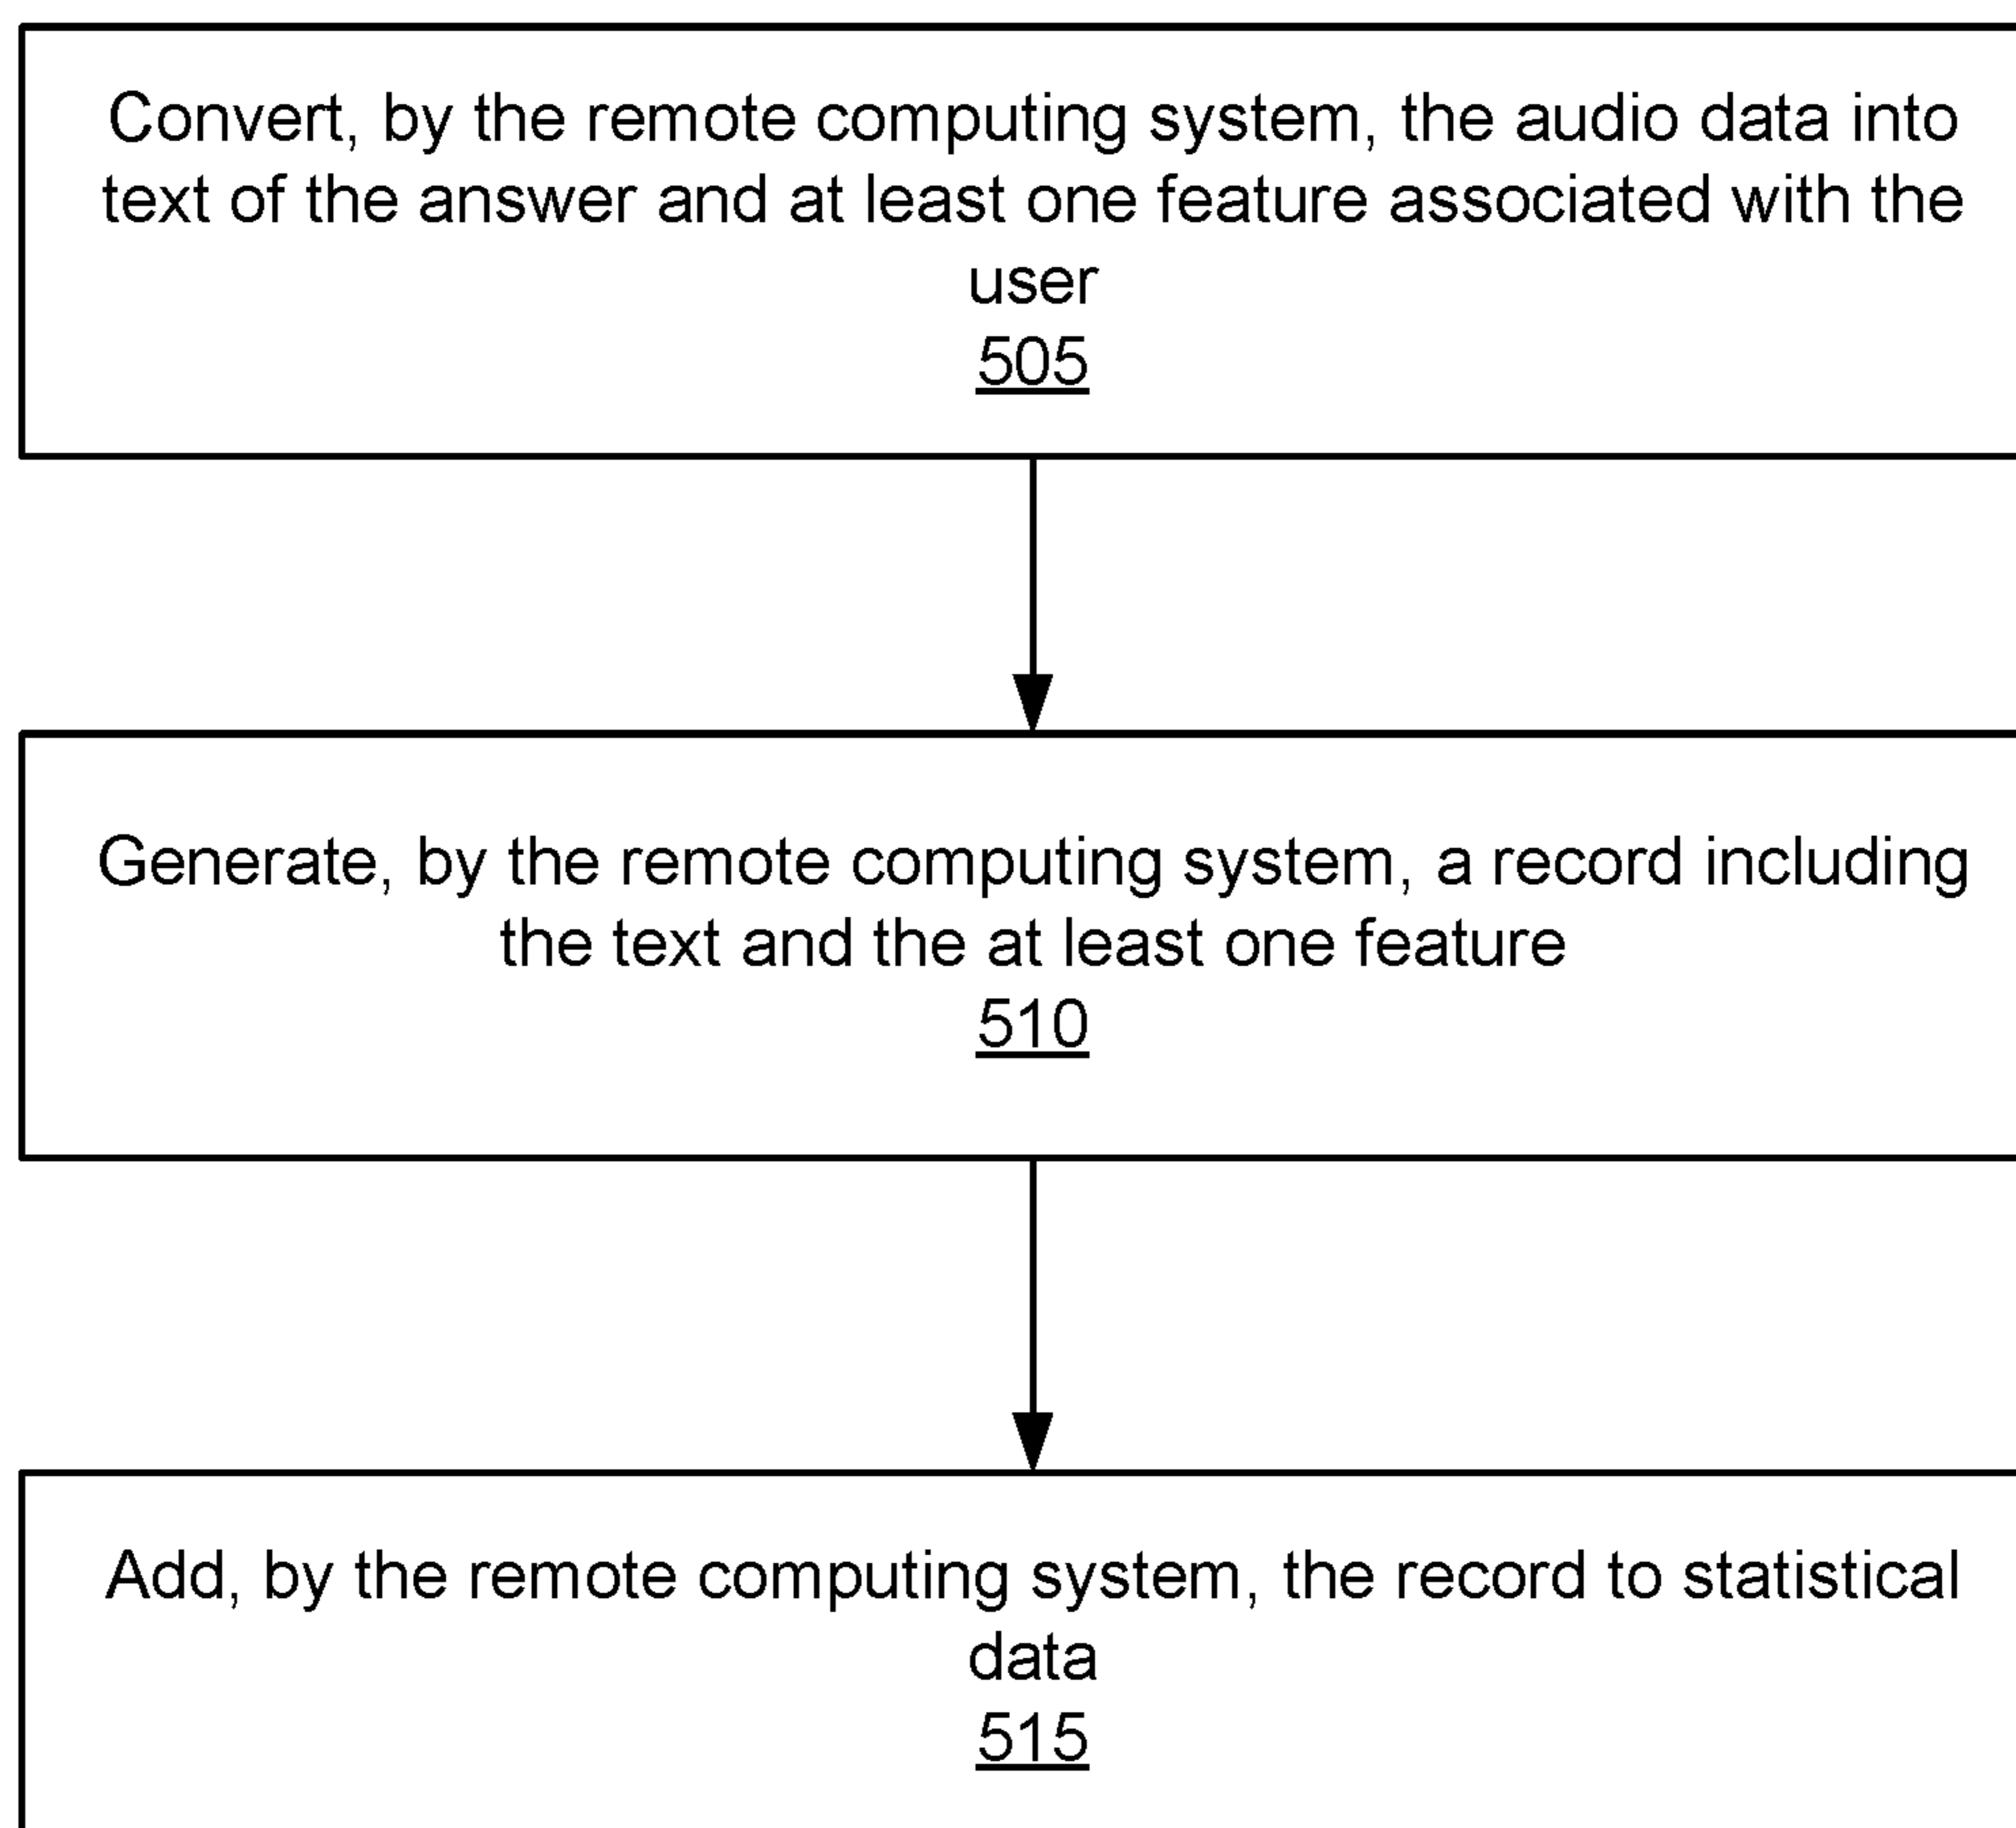 Convert, by the remote computing system, the audio data into
text of the answer and at least one feature associated with the
user
505
Generate, by the remote computing system, a record including
the text and the at least one feature
510
Add, by the remote computing system, the record to statistical
data
515